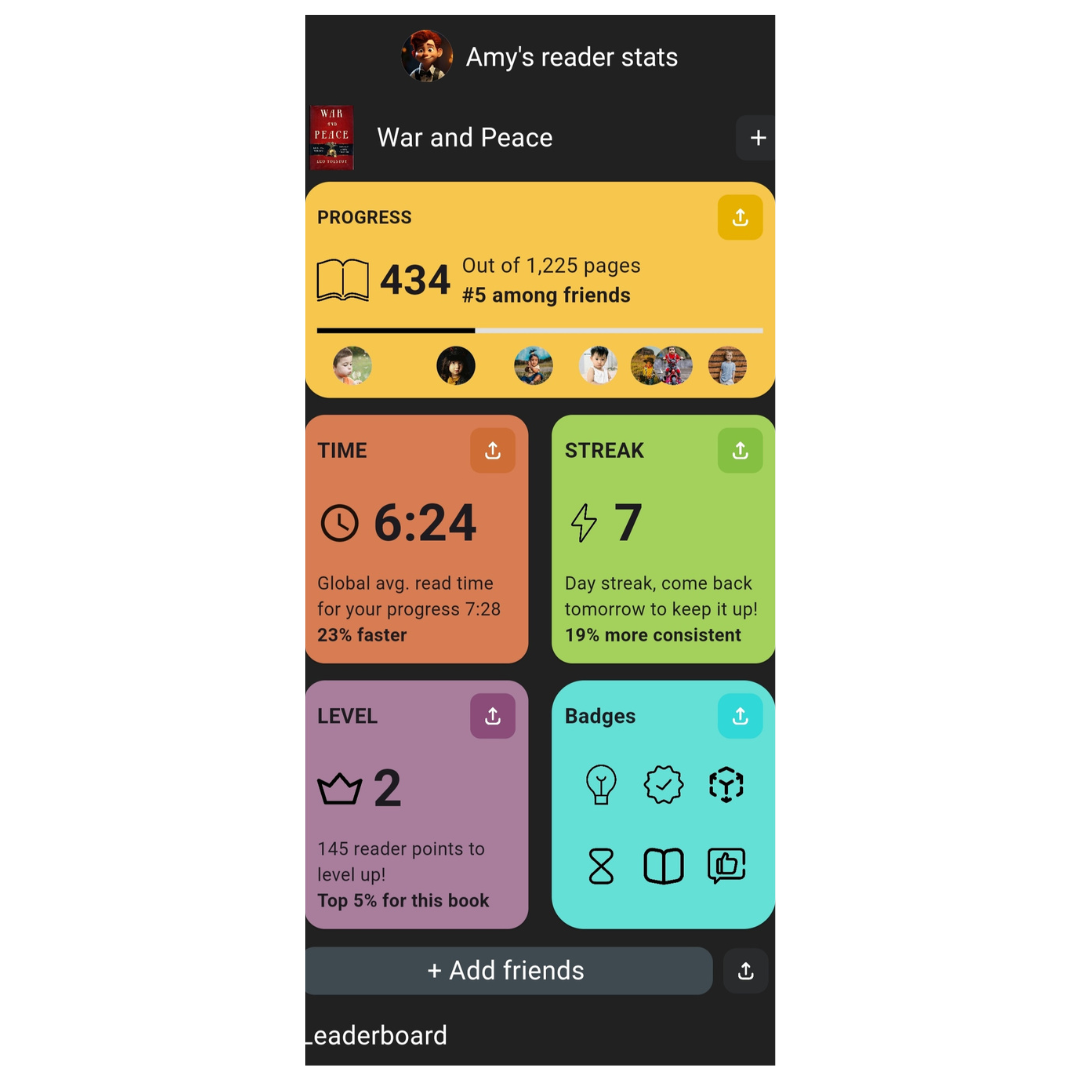 Amy's reader stats
WAR
AND
PEACE
War and Peace
+
PROGRESS
434
Out of 1,225 pages
#5 among friends
TIME
6:24
Global avg. read time
for your progress 7:28
23% faster
STREAK
7
Day streak, come back
tomorrow to keep it up!
19% more consistent
LEVEL
2
145 reader points to
level up!
Top 5% for this book
Badges
+ Add friends
Leaderboard